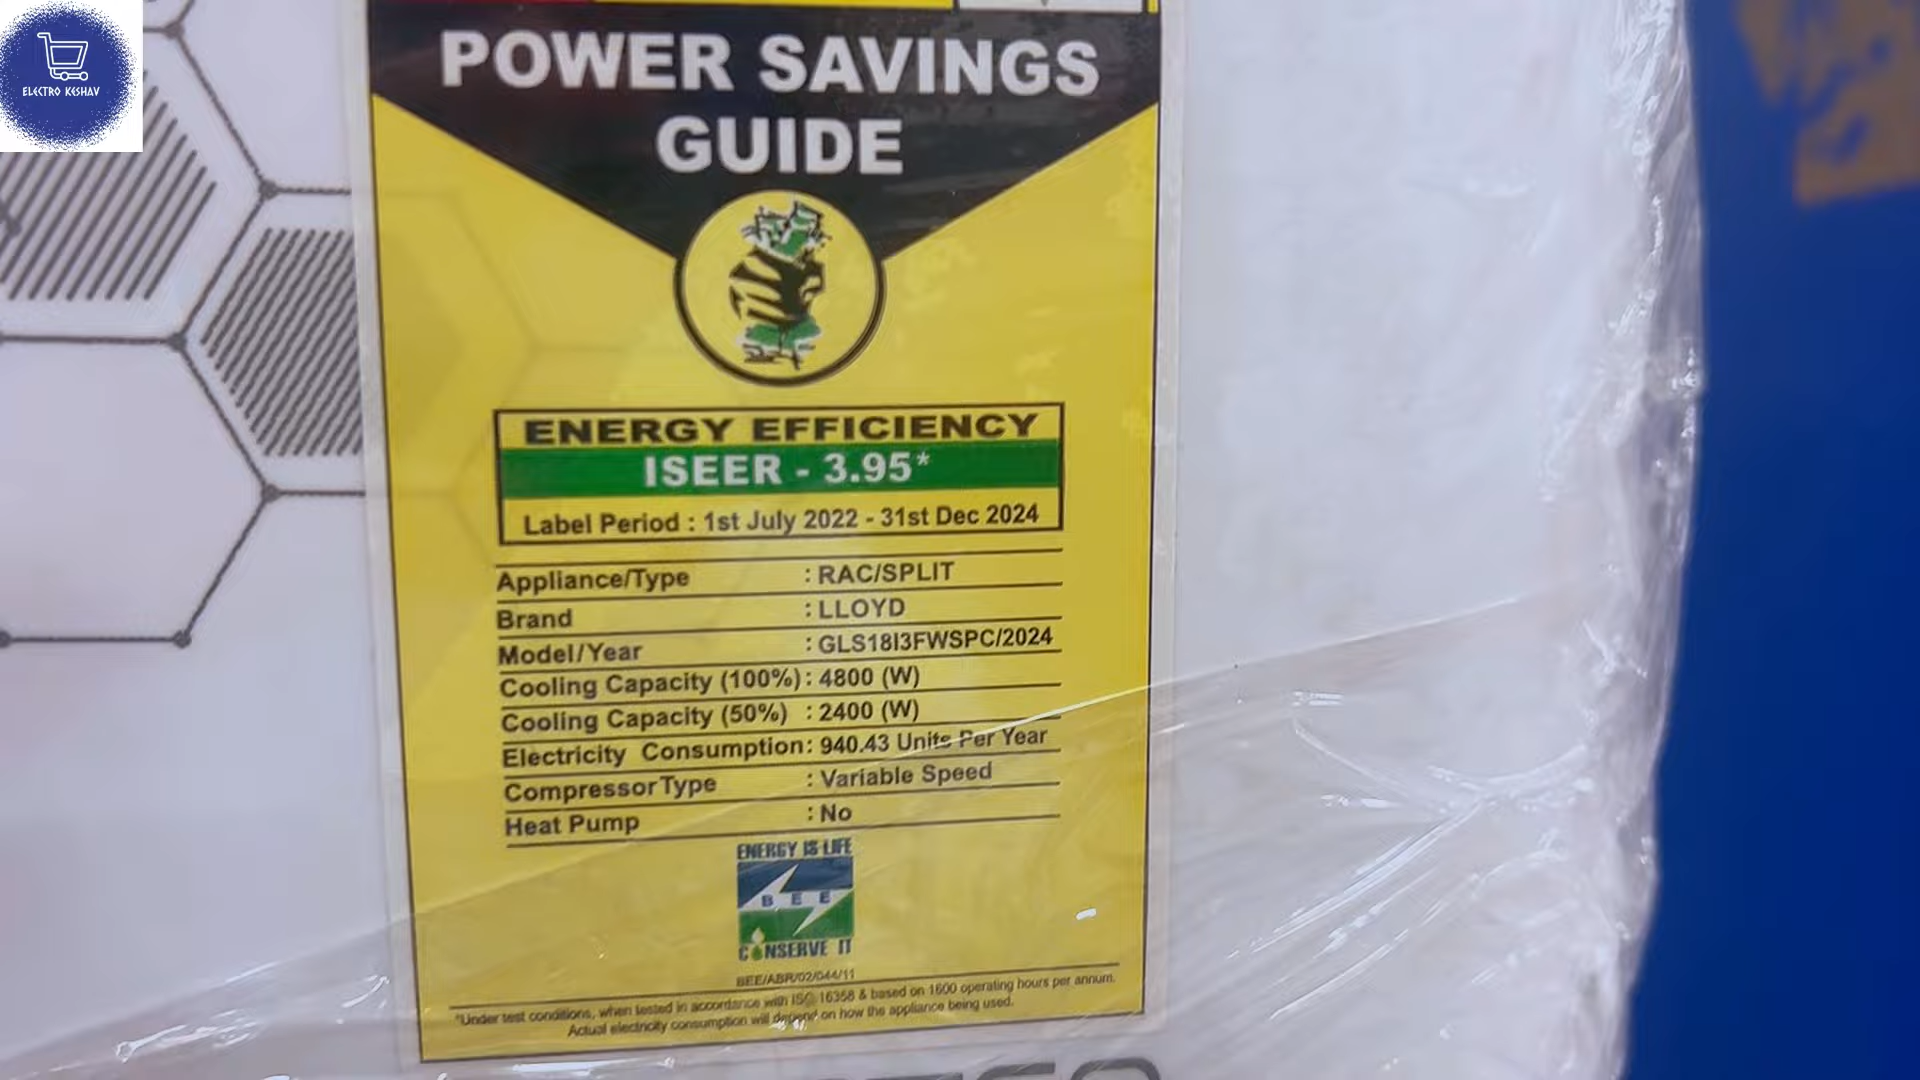 ELECTRO KESHAV
POWER SAVINGS
GUIDE
ENERGY EFFICIENCY
ISEER - 3.95*
Label Period : 1st July 2022 - 31st Dec 2024
Appliance/Type : RAC/SPLIT
Brand : LLOYD
Model/Year : GLS18I3FWSPC/2024
Cooling Capacity (100%) : 4800 (W)
Cooling Capacity (50%) : 2400 (W)
Electricity Consumption : 940.43 Units Per Year
Compressor Type : Variable Speed
Heat Pump : No
ENERGY IS LIFE
BEE
CONSERVE IT
BEE/ABR/02/044/11
*Under test conditions, when tested in accordance with ISO 16358 & based on 1600 operating hours per annum.
Actual electricity consumption will depend on how the appliance being used.